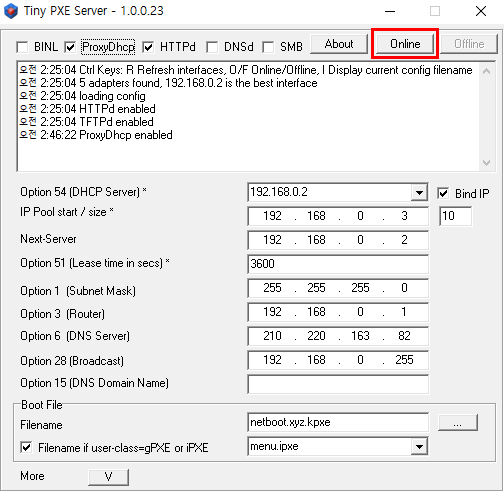 Tiny PXE Server - 1.0.0.23
BINL ProxyDhcp HTTPd DNSd SMB About Online Offline
오전 2:25:04 Ctrl Keys: R Refresh interfaces, O/F Online/Offline, I Display current config filename
오전 2:25:04 5 adapters found, 192.168.0.2 is the best interface
오전 2:25:04 loading config
오전 2:25:04 HTTPd enabled
오전 2:25:04 TFTPd enabled
오전 2:46:22 ProxyDhcp enabled
Option 54 (DHCP Server) * 192.168.0.2 Bind IP
IP Pool start / size * 192 . 168 . 0 . 3 10
Next-Server 192 . 168 . 0 . 2
Option 51 (Lease time in secs) * 3600
Option 1 (Subnet Mask) 255 . 255 . 255 . 0
Option 3 (Router) 192 . 168 . 0 . 1
Option 6 (DNS Server) 210 . 220 . 163 . 82
Option 28 (Broadcast) 192 . 168 . 0 . 255
Option 15 (DNS Domain Name)
Boot File
Filename netboot.xyz.kpxe ...
Filename if user-class=gPXE or iPXE menu.ipxe
More V